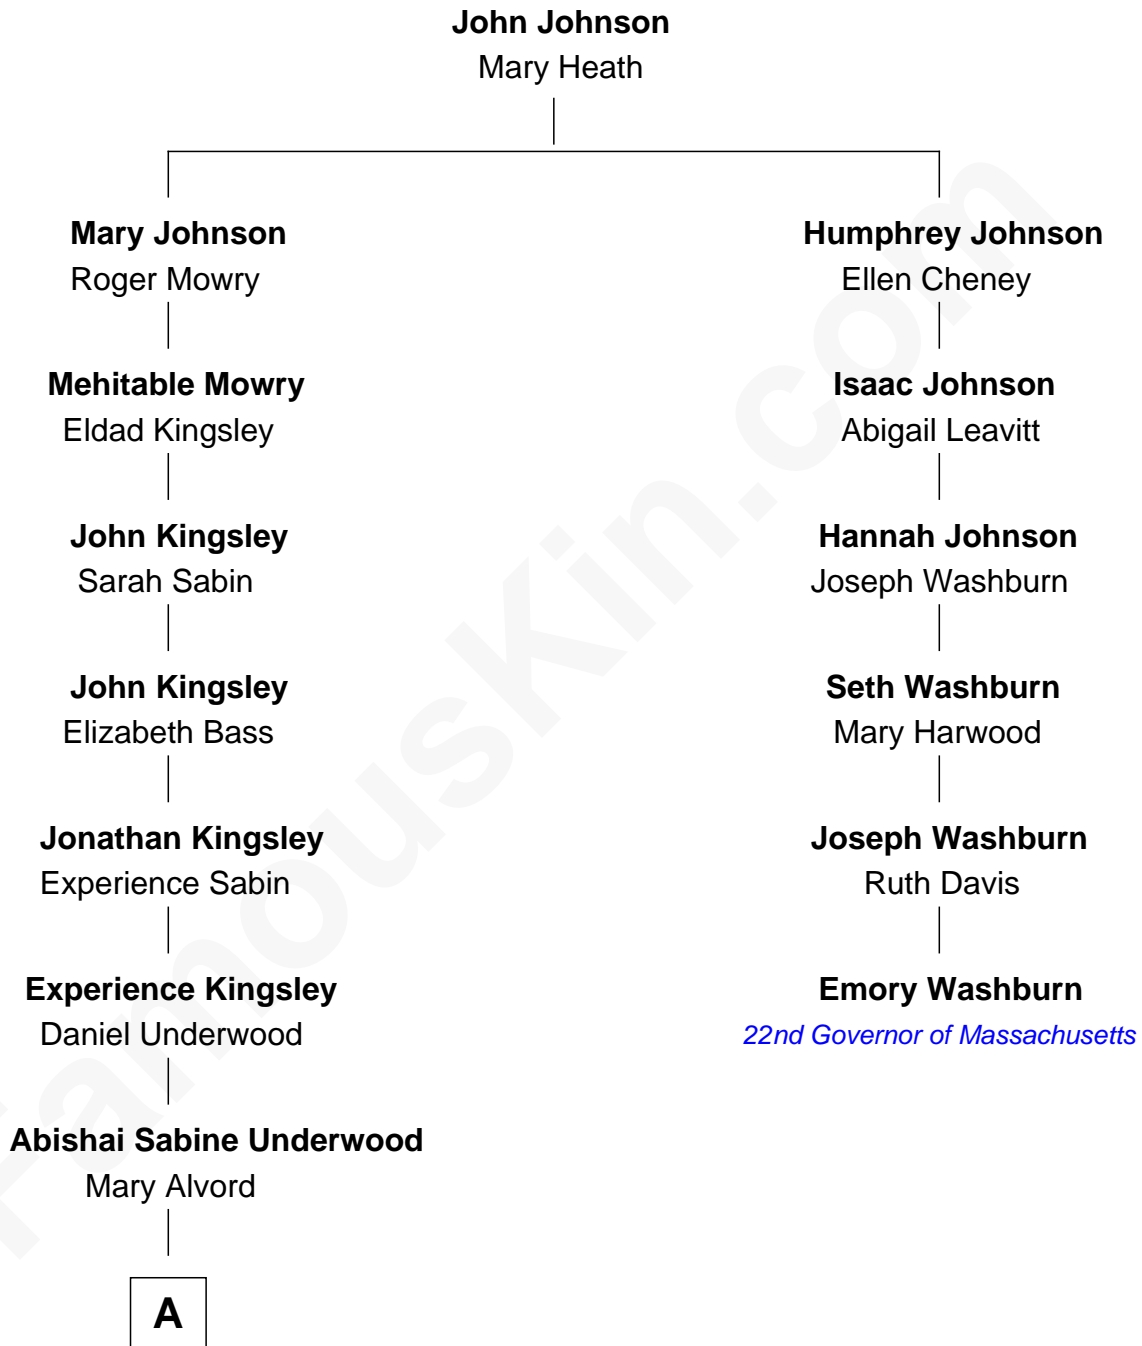 John Johnson
Mary Heath
Mary Johnson
Roger Mowry
Mehitable Mowry
Eldad Kingsley
John Kingsley
Sarah Sabin
John Kingsley
Elizabeth Bass
Jonathan Kingsley
Experience Sabin
Experience Kingsley
Daniel Underwood
Abishai Sabine Underwood
Mary Alvord
A
Humphrey Johnson
Ellen Cheney
Isaac Johnson
Abigail Leavitt
Hannah Johnson
Joseph Washburn
Seth Washburn
Mary Harwood
Joseph Washburn
Ruth Davis
Emory Washburn
22nd Governor of Massachusetts
FamousKin.com